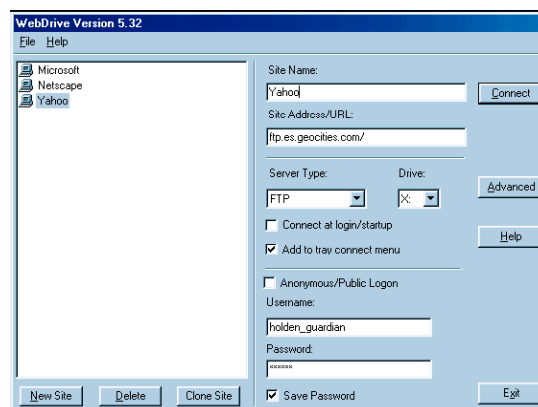 WebDrive Version 5.32
File Help
Microsoft
Netscape
Yahoo
Site Name:
Yahoo
Connect
Site Address/URL:
ftp.es.geocities.com/
Server Type:
Drive:
FTP
X:
Advanced
Connect at login/startup
Add to tray connect menu
Help
Anonymous/Public Logon
Username:
holden_guardian
Password:
xxxxxx
Save Password
New Site
Delete
Clone Site
Exit